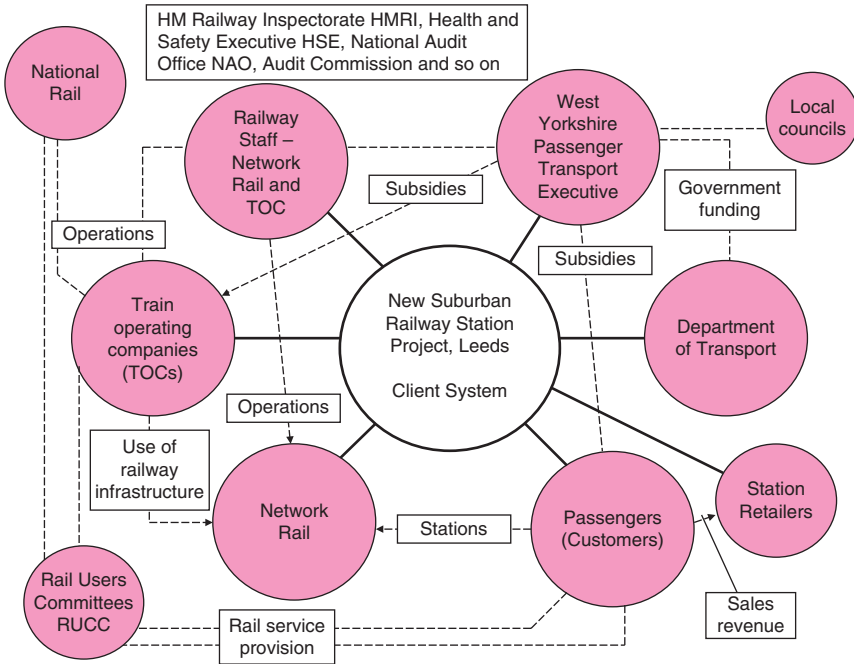 HM Railway Inspectorate HMRI, Health and
Safety Executive HSE, National Audit
Office NAO, Audit Commission and so on
National
Rail
Railway
Staff –
Network
Rail and
TOC
West
Yorkshire
Passenger
Transport
Executive
Local
councils
Subsidies
Government
funding
Operations
Subsidies
Train
operating
companies
(TOCs)
New Suburban
Railway Station
Project, Leeds
Client System
Department
of Transport
Operations
Use of
railway
infrastructure
Network
Rail
Stations
Passengers
(Customers)
Station
Retailers
Rail Users
Committees
RUCC
Rail service
provision
Sales
revenue